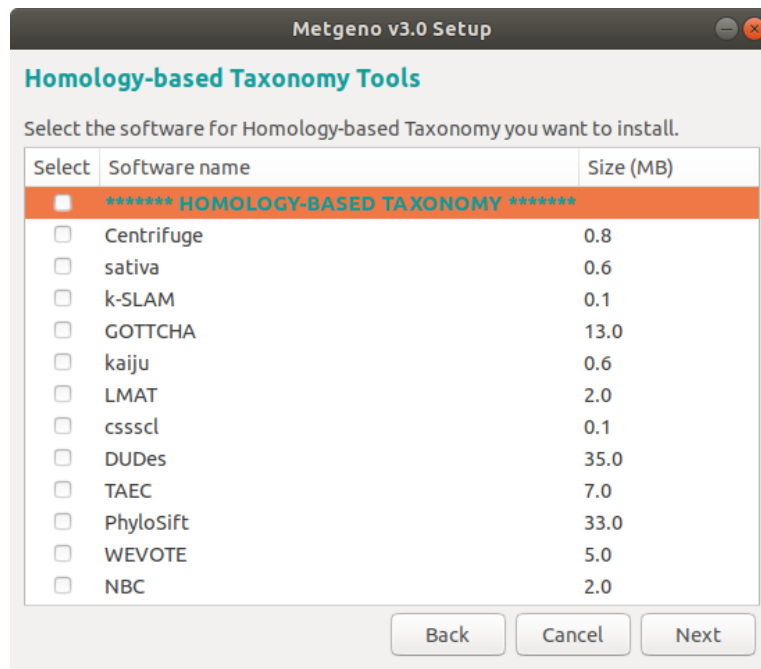 Metgeno v3.0 Setup
Homology-based Taxonomy Tools
Select the software for Homology-based Taxonomy you want to install.
Select Software name Size (MB)
******* HOMOLOGY-BASED TAXONOMY *******
Centrifuge 0.8
sativa 0.6
k-SLAM 0.1
GOTTCHA 13.0
kaiju 0.6
LMAT 2.0
cssscl 0.1
DUDes 35.0
TAEC 7.0
PhyloSift 33.0
WEVOTE 5.0
NBC 2.0
Back Cancel Next